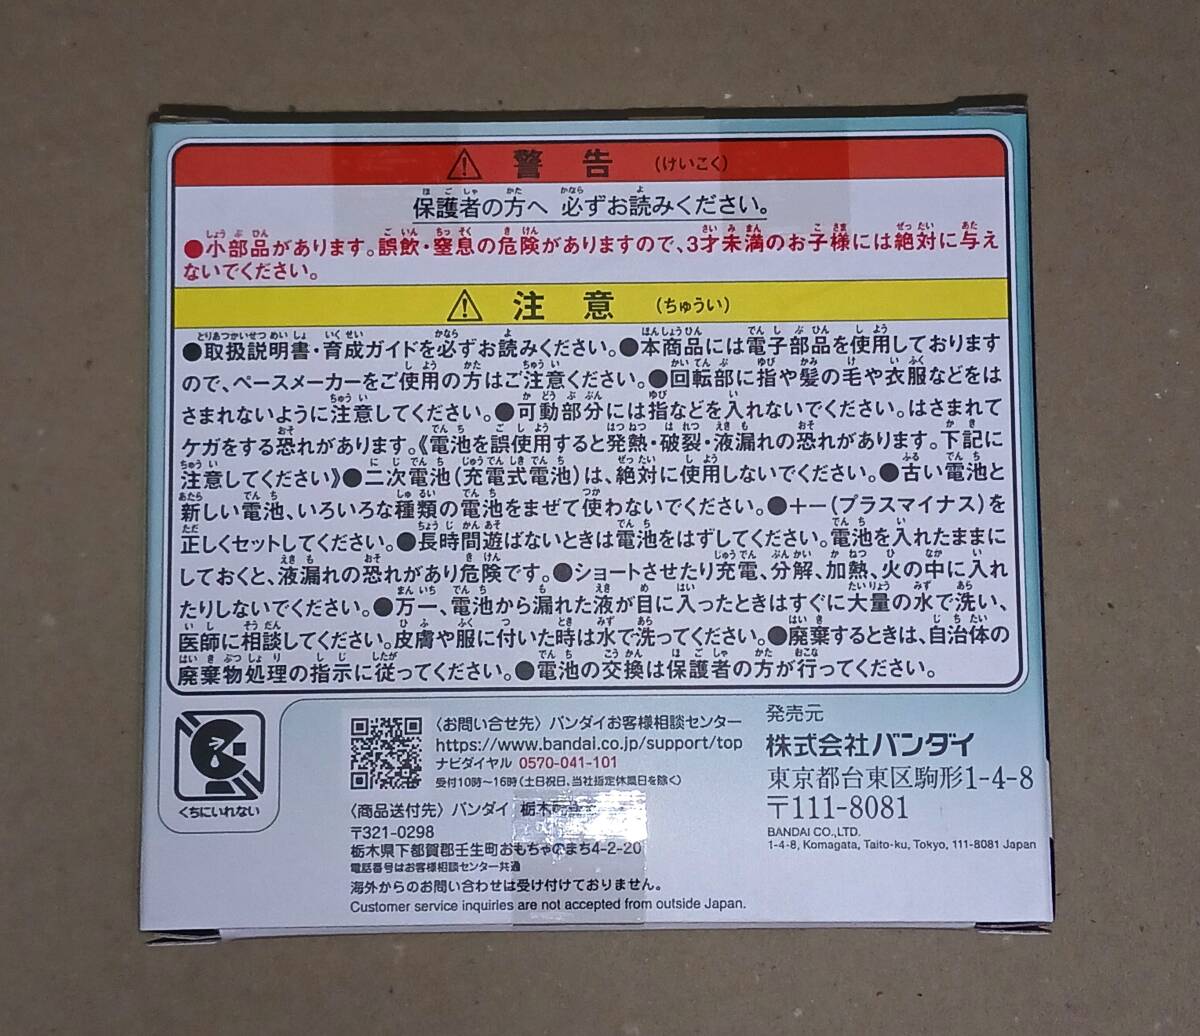 警告 (けいこく)
保護者の方へ 必ずお読みください。
●小部品があります。誤飲・窒息の危険がありますので、3才未満のお子様には絶対に与え
ないでください。
注意 (ちゅうい)
●取扱説明書・育成ガイドを必ずお読みください。●本商品には電子部品を使用しております
ので、ペースメーカーをご使用の方はご注意ください。●回転部に指や髪の毛や衣服などをは
さまれないように注意してください。●可動部分には指などを入れないでください。はさまれて
ケガをする恐れがあります。《電池を誤使用すると発熱・破裂・液漏れの恐れがあります。下記に
注意してください》●二次電池(充電式電池)は、絶対に使用しないでください。●古い電池と
新しい電池、いろいろな種類の電池をまぜて使わないでください。●+-(プラスマイナス)を
正しくセットしてください。●長時間遊ばないときは電池をはずしてください。電池を入れたままに
しておくと、液漏れの恐れがあり危険です。●ショートさせたり充電、分解、加熱、火の中に入れ
たりしないでください。●万一、電池から漏れた液が目に入ったときはすぐに大量の水で洗い、
医師に相談してください。皮膚や服に付いた時は水で洗ってください。●廃棄するときは、自治体の
廃棄物処理の指示に従ってください。●電池の交換は保護者の方が行ってください。
くちにいれない
〈お問い合せ先〉バンダイお客様相談センター
https://www.bandai.co.jp/support/top
ナビダイヤル 0570-041-101
受付10時~16時(土日祝日、当社指定休業日を除く)
〈商品送付先〉バンダイ 栃木
〒321-0298
栃木県下都賀郡壬生町おもちゃのまち4-2-20
電話番号はお客様相談センター共通
海外からのお問い合わせは受け付けておりません。
Customer service inquiries are not accepted from outside Japan.
発売元
株式会社バンダイ
東京都台東区駒形1-4-8
〒111-8081
BANDAI CO.,LTD.
1-4-8, Komagata, Taito-ku, Tokyo, 111-8081 Japan